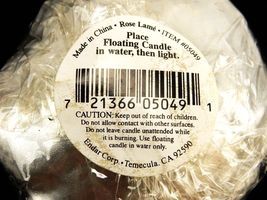 Made in China • Rose Lamé • ITEM #05049
Place
Floating Candle
in water, then light.
7 21366 05049 1
CAUTION: Keep out of reach of children.
Do not allow contact with other surfaces.
Do not leave candle unattended while
it is burning. Use floating
candle in water only.
Endar Corp. • Temecula, CA 92590